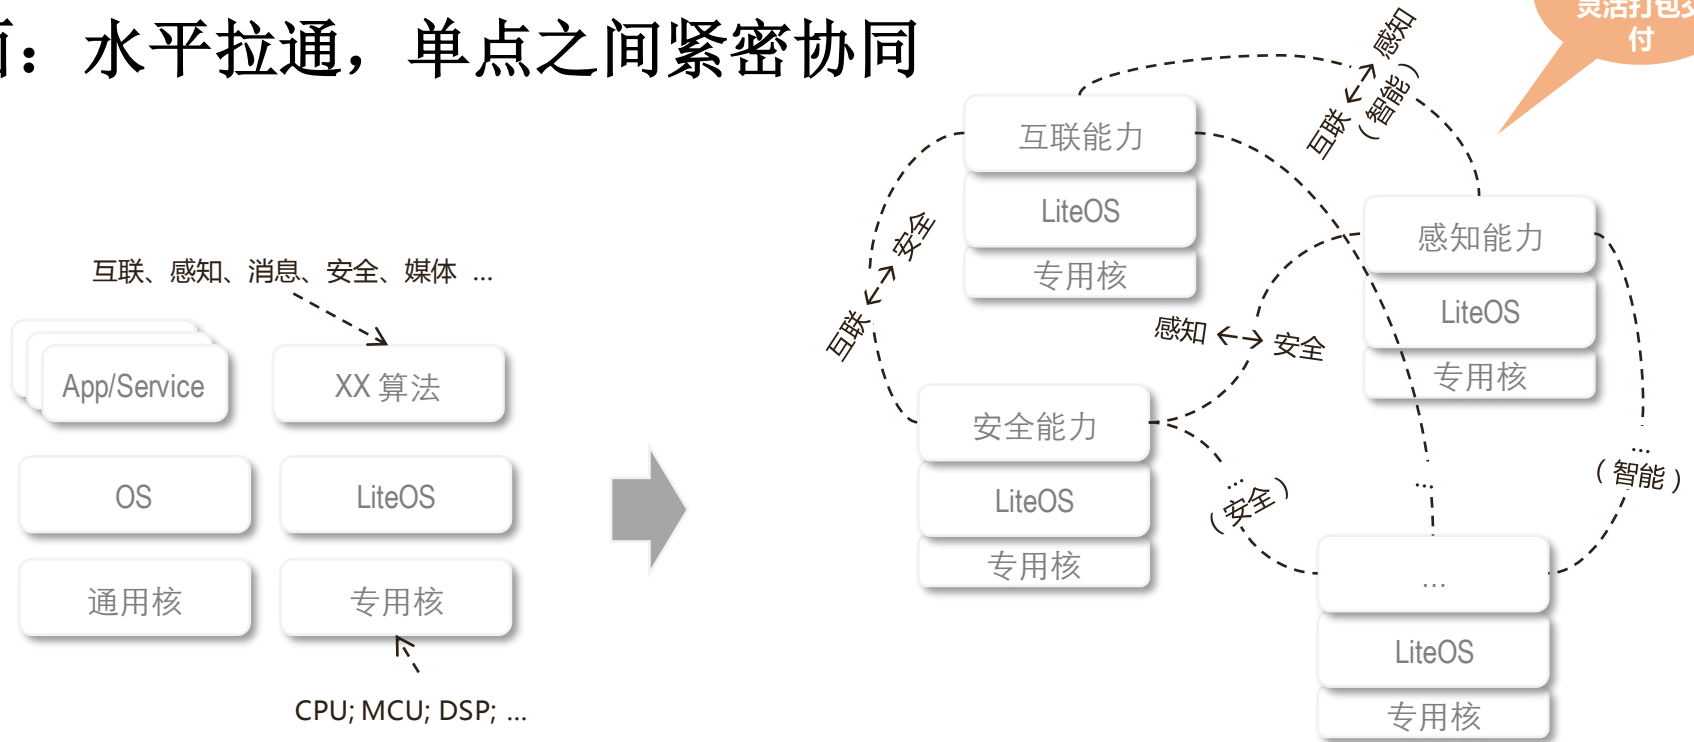 ：水平拉通，单点之间紧密协同
灵活打包交
付
互联、感知、消息、安全、媒体 ...
App/Service
XX 算法
OS
LiteOS
通用核
专用核
CPU; MCU; DSP; ...
互联能力
LiteOS
专用核
感知能力
LiteOS
专用核
安全能力
LiteOS
专用核
...
LiteOS
专用核
互联
感知
（智能）
互联
安全
感知
安全
...
（安全）
...
...
（智能）